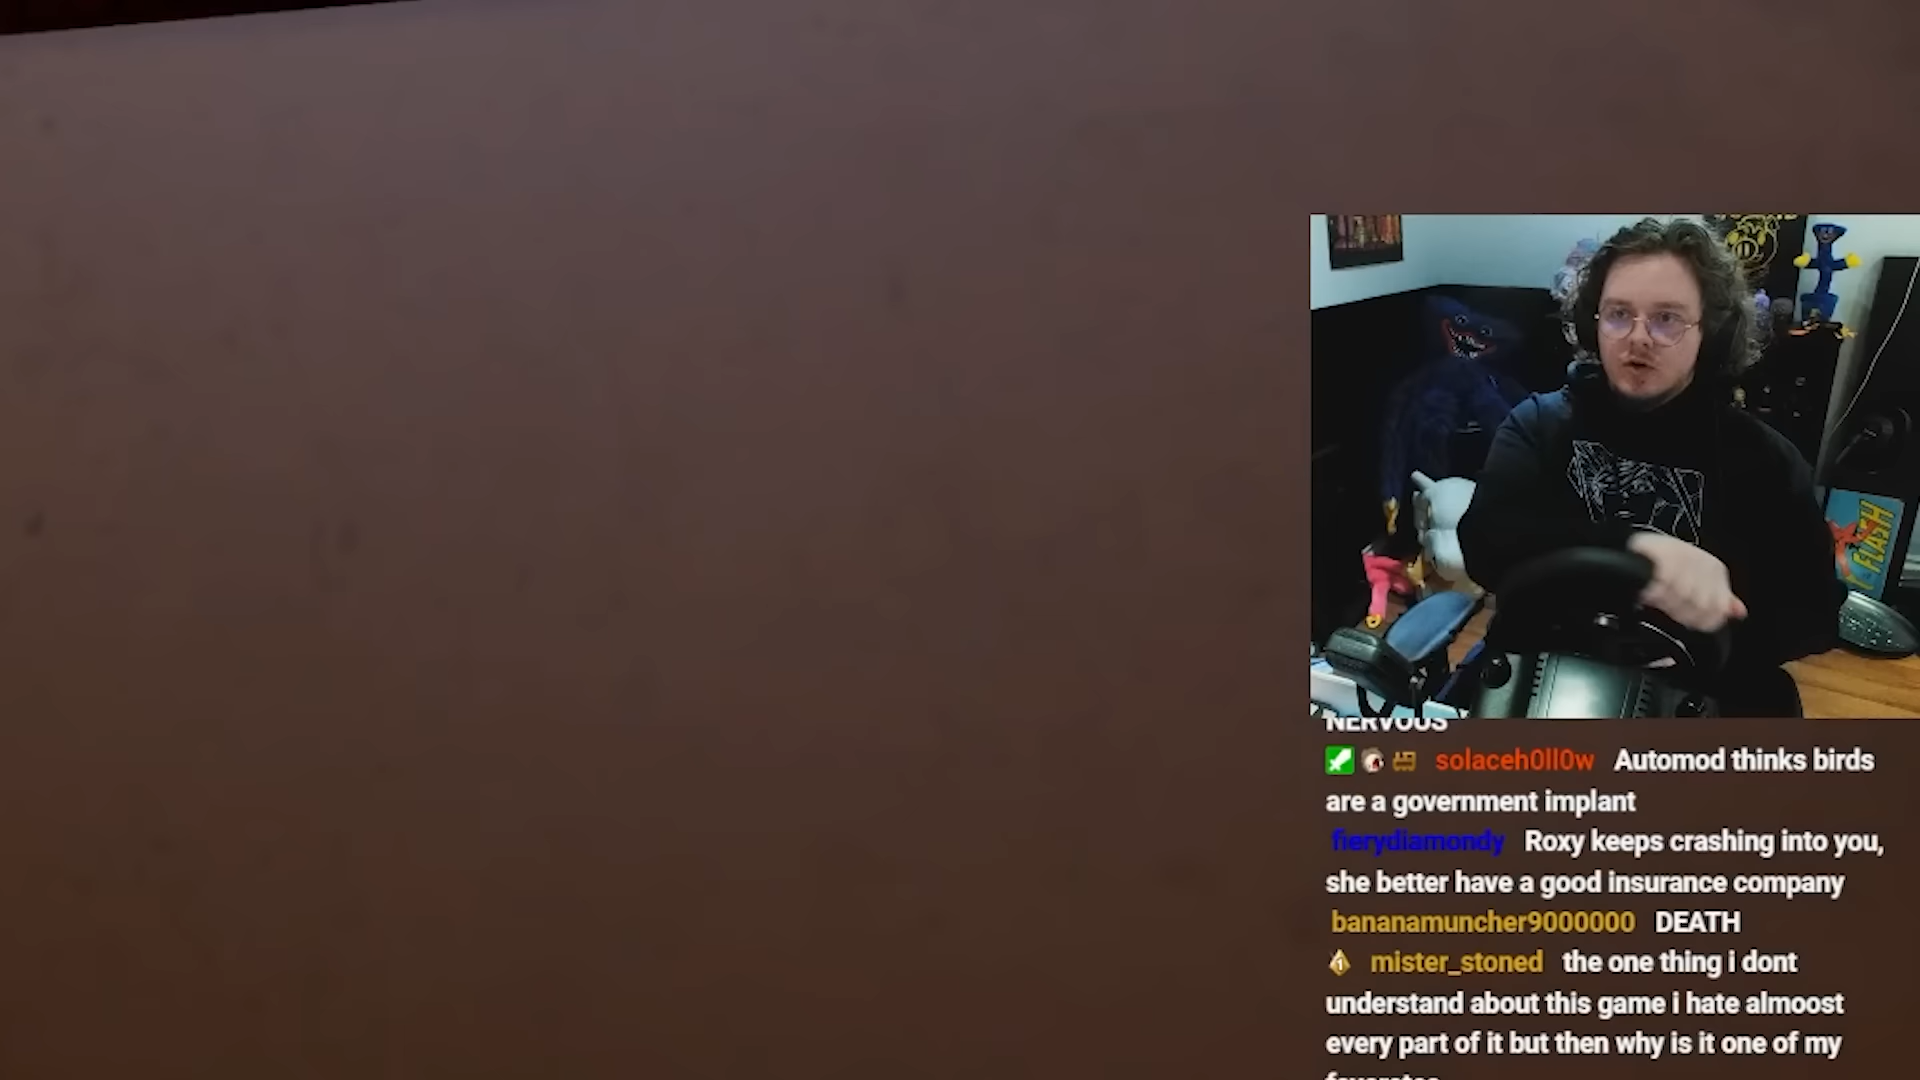 FLASH
NERVOUS
solaceh0ll0w Automod thinks birds
are a government implant
fierydiamondy Roxy keeps crashing into you,
she better have a good insurance company
bananamuncher9000000 DEATH
mister_stoned the one thing i dont
understand about this game i hate almoost
every part of it but then why is it one of my